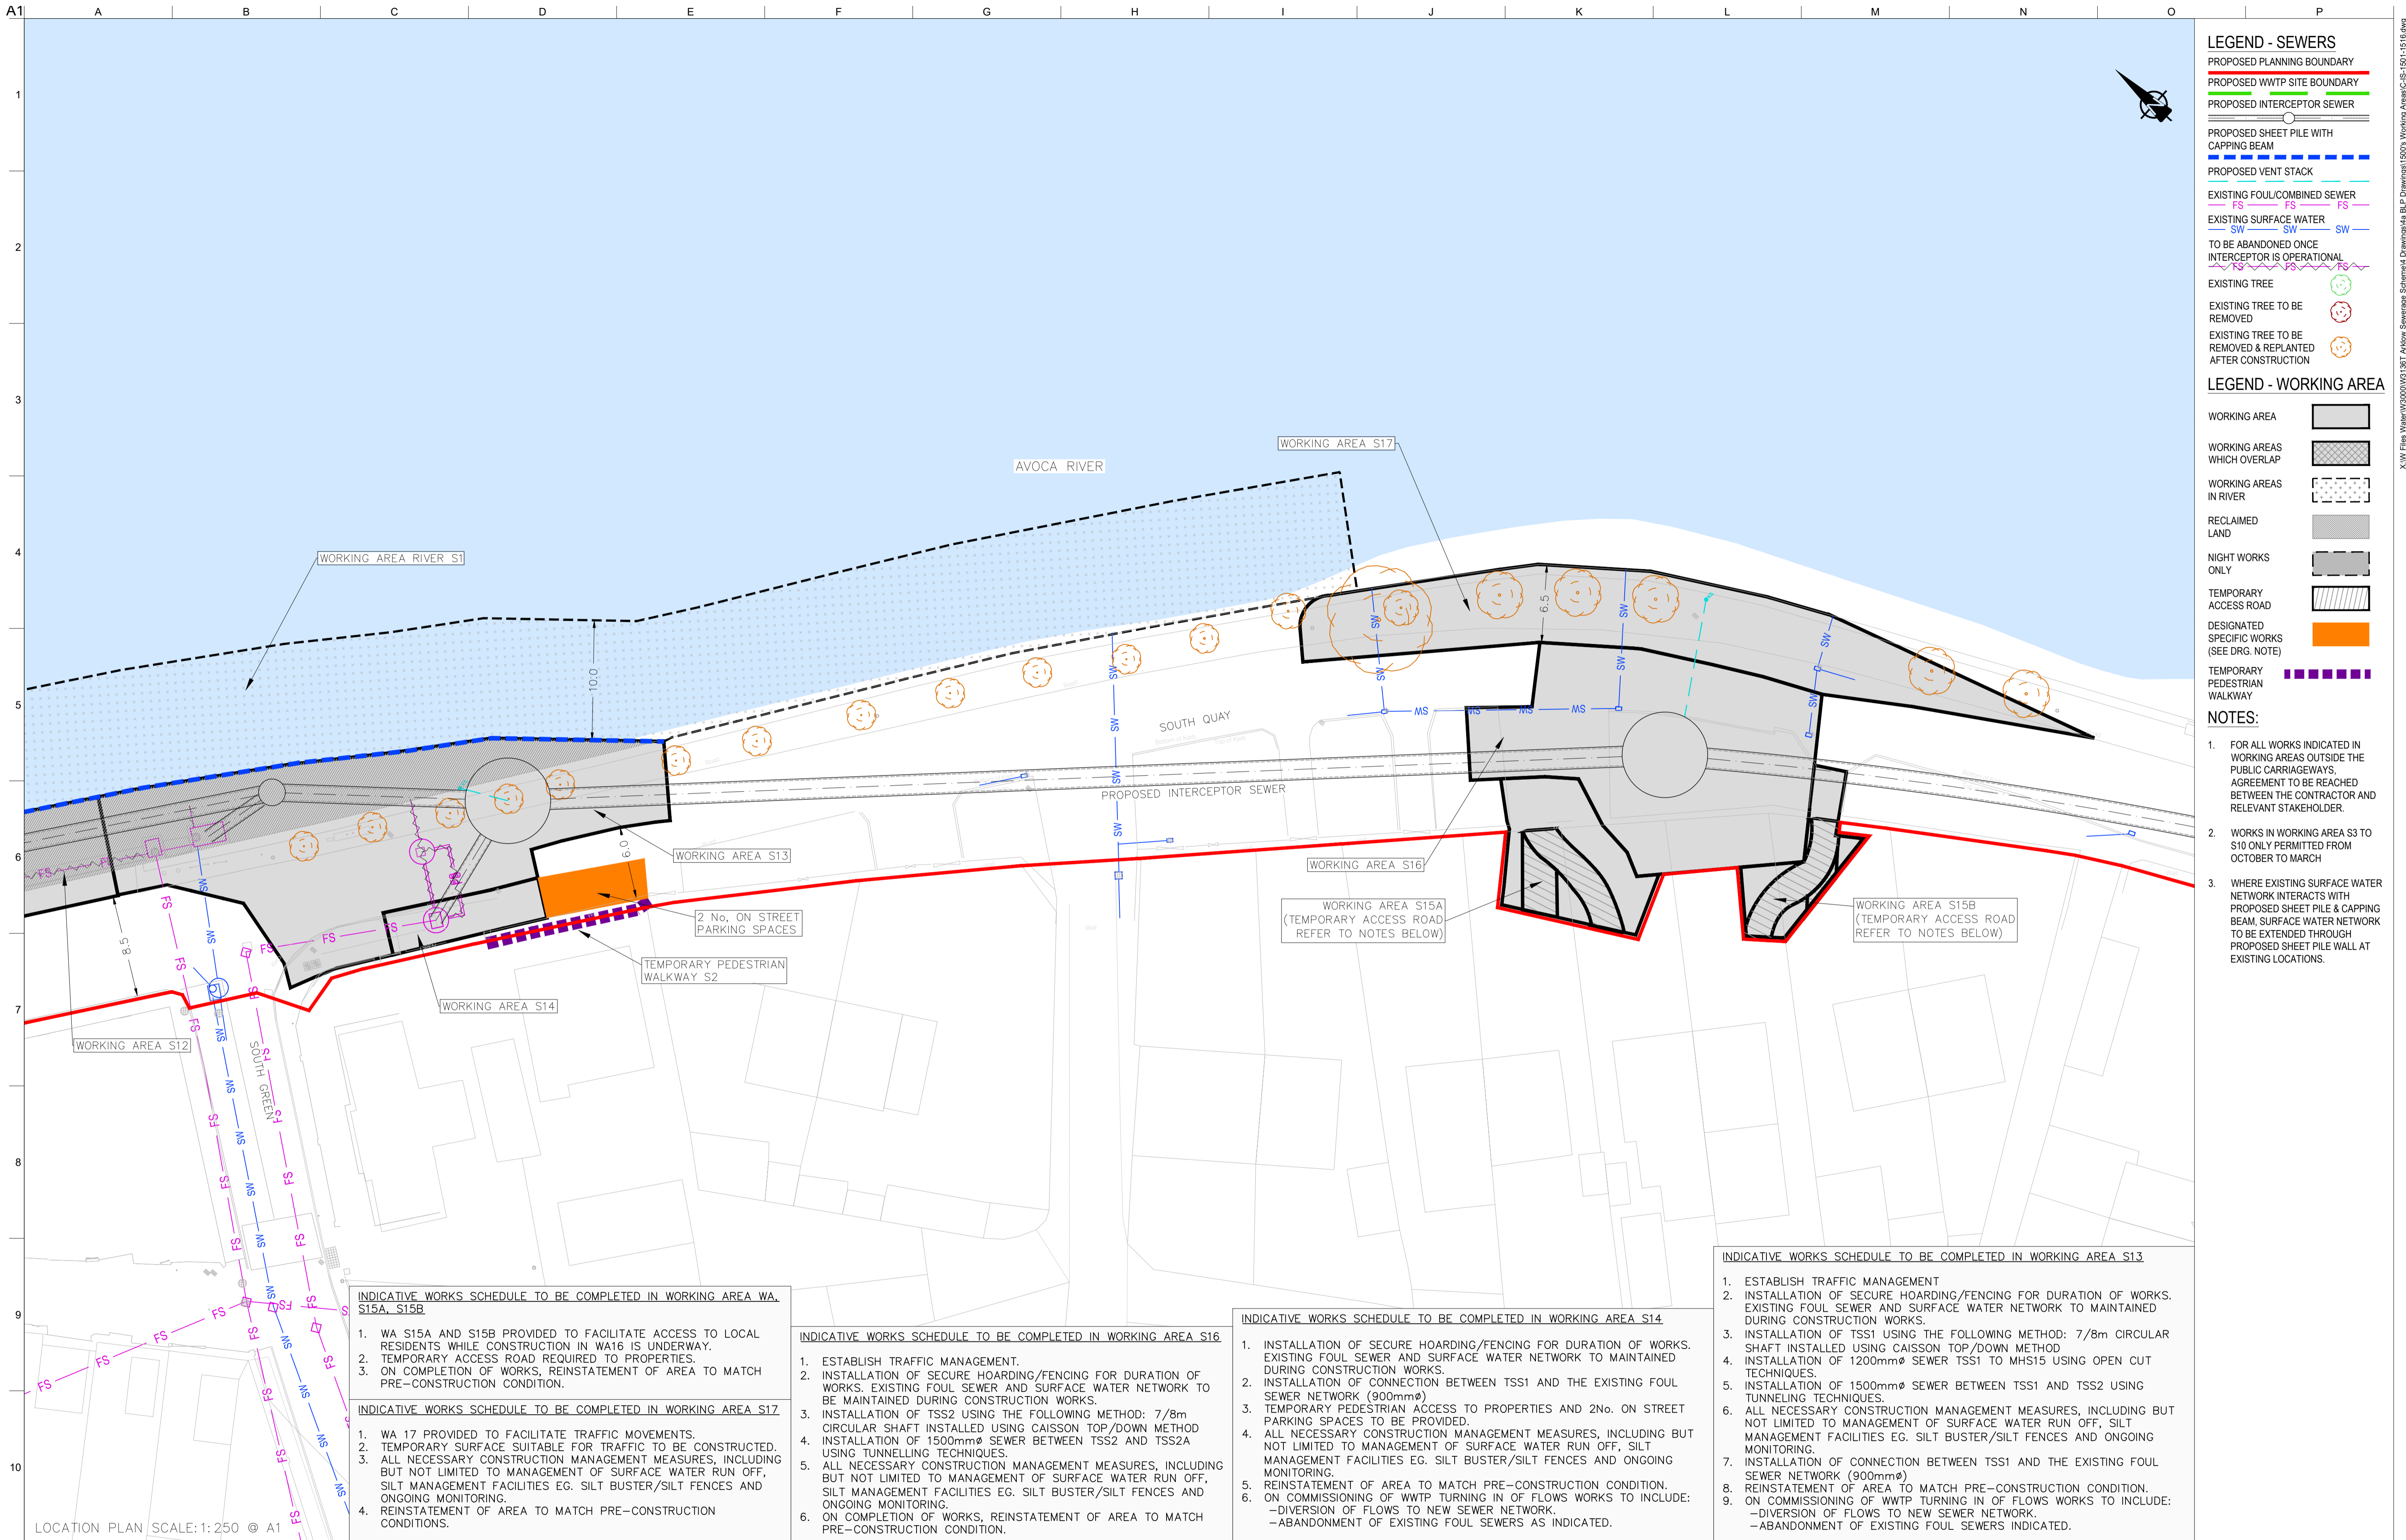 A1
A B C D E F G H I J K L M N O P
1
2
3
4
5
6
7
8
9
10
AVOCA RIVER
WORKING AREA S17
WORKING AREA RIVER S1
10.0
6.5
SOUTH QUAY
PROPOSED INTERCEPTOR SEWER
WORKING AREA S13
6.0
WORKING AREA S16
2 No, ON STREET
PARKING SPACES
WORKING AREA S15A
(TEMPORARY ACCESS ROAD
REFER TO NOTES BELOW)
WORKING AREA S15B
(TEMPORARY ACCESS ROAD
REFER TO NOTES BELOW)
8.5
TEMPORARY PEDESTRIAN
WALKWAY S2
WORKING AREA S14
WORKING AREA S12
SOUTH GREEN
LOCATION PLAN SCALE:1:250 @ A1
INDICATIVE WORKS SCHEDULE TO BE COMPLETED IN WORKING AREA WA,
S15A, S15B
1. WA S15A AND S15B PROVIDED TO FACILITATE ACCESS TO LOCAL
RESIDENTS WHILE CONSTRUCTION IN WA16 IS UNDERWAY.
2. TEMPORARY ACCESS ROAD REQUIRED TO PROPERTIES.
3. ON COMPLETION OF WORKS, REINSTATEMENT OF AREA TO MATCH
PRE-CONSTRUCTION CONDITION.
INDICATIVE WORKS SCHEDULE TO BE COMPLETED IN WORKING AREA S17
1. WA 17 PROVIDED TO FACILITATE TRAFFIC MOVEMENTS.
2. TEMPORARY SURFACE SUITABLE FOR TRAFFIC TO BE CONSTRUCTED.
3. ALL NECESSARY CONSTRUCTION MANAGEMENT MEASURES, INCLUDING
BUT NOT LIMITED TO MANAGEMENT OF SURFACE WATER RUN OFF,
SILT MANAGEMENT FACILITIES EG. SILT BUSTER/SILT FENCES AND
ONGOING MONITORING.
4. REINSTATEMENT OF AREA TO MATCH PRE-CONSTRUCTION
CONDITIONS.
INDICATIVE WORKS SCHEDULE TO BE COMPLETED IN WORKING AREA S16
1. ESTABLISH TRAFFIC MANAGEMENT.
2. INSTALLATION OF SECURE HOARDING/FENCING FOR DURATION OF
WORKS. EXISTING FOUL SEWER AND SURFACE WATER NETWORK TO
BE MAINTAINED DURING CONSTRUCTION WORKS.
3. INSTALLATION OF TSS2 USING THE FOLLOWING METHOD: 7/8m
CIRCULAR SHAFT INSTALLED USING CAISSON TOP/DOWN METHOD
4. INSTALLATION OF 1500mmø SEWER BETWEEN TSS2 AND TSS2A
USING TUNNELLING TECHNIQUES.
5. ALL NECESSARY CONSTRUCTION MANAGEMENT MEASURES, INCLUDING
BUT NOT LIMITED TO MANAGEMENT OF SURFACE WATER RUN OFF,
SILT MANAGEMENT FACILITIES EG. SILT BUSTER/SILT FENCES AND
ONGOING MONITORING.
6. ON COMPLETION OF WORKS, REINSTATEMENT OF AREA TO MATCH
PRE-CONSTRUCTION CONDITION.
INDICATIVE WORKS SCHEDULE TO BE COMPLETED IN WORKING AREA S14
1. INSTALLATION OF SECURE HOARDING/FENCING FOR DURATION OF WORKS.
EXISTING FOUL SEWER AND SURFACE WATER NETWORK TO MAINTAINED
DURING CONSTRUCTION WORKS.
2. INSTALLATION OF CONNECTION BETWEEN TSS1 AND THE EXISTING FOUL
SEWER NETWORK (900mmø)
3. TEMPORARY PEDESTRIAN ACCESS TO PROPERTIES AND 2No. ON STREET
PARKING SPACES TO BE PROVIDED.
4. ALL NECESSARY CONSTRUCTION MANAGEMENT MEASURES, INCLUDING BUT
NOT LIMITED TO MANAGEMENT OF SURFACE WATER RUN OFF, SILT
MANAGEMENT FACILITIES EG. SILT BUSTER/SILT FENCES AND ONGOING
MONITORING.
5. REINSTATEMENT OF AREA TO MATCH PRE-CONSTRUCTION CONDITION.
6. ON COMMISSIONING OF WWTP TURNING IN OF FLOWS WORKS TO INCLUDE:
-DIVERSION OF FLOWS TO NEW SEWER NETWORK.
-ABANDONMENT OF EXISTING FOUL SEWERS AS INDICATED.
INDICATIVE WORKS SCHEDULE TO BE COMPLETED IN WORKING AREA S13
1. ESTABLISH TRAFFIC MANAGEMENT
2. INSTALLATION OF SECURE HOARDING/FENCING FOR DURATION OF WORKS.
EXISTING FOUL SEWER AND SURFACE WATER NETWORK TO MAINTAINED
DURING CONSTRUCTION WORKS.
3. INSTALLATION OF TSS1 USING THE FOLLOWING METHOD: 7/8m CIRCULAR
SHAFT INSTALLED USING CAISSON TOP/DOWN METHOD
4. INSTALLATION OF 1200mmø SEWER TSS1 TO MHS15 USING OPEN CUT
TECHNIQUES.
5. INSTALLATION OF 1500mmø SEWER BETWEEN TSS1 AND TSS2 USING
TUNNELING TECHNIQUES.
6. ALL NECESSARY CONSTRUCTION MANAGEMENT MEASURES, INCLUDING BUT
NOT LIMITED TO MANAGEMENT OF SURFACE WATER RUN OFF, SILT
MANAGEMENT FACILITIES EG. SILT BUSTER/SILT FENCES AND ONGOING
MONITORING.
7. INSTALLATION OF CONNECTION BETWEEN TSS1 AND THE EXISTING FOUL
SEWER NETWORK (900mmø)
8. REINSTATEMENT OF AREA TO MATCH PRE-CONSTRUCTION CONDITION.
9. ON COMMISSIONING OF WWTP TURNING IN OF FLOWS WORKS TO INCLUDE:
-DIVERSION OF FLOWS TO NEW SEWER NETWORK.
-ABANDONMENT OF EXISTING FOUL SEWERS INDICATED.
LEGEND - SEWERS
PROPOSED PLANNING BOUNDARY
PROPOSED WWTP SITE BOUNDARY
PROPOSED INTERCEPTOR SEWER
PROPOSED SHEET PILE WITH
CAPPING BEAM
PROPOSED VENT STACK
EXISTING FOUL/COMBINED SEWER
FS FS FS
EXISTING SURFACE WATER
SW SW SW
TO BE ABANDONED ONCE
INTERCEPTOR IS OPERATIONAL
FS FS FS
EXISTING TREE
EXISTING TREE TO BE
REMOVED
EXISTING TREE TO BE
REMOVED & REPLANTED
AFTER CONSTRUCTION
LEGEND - WORKING AREA
WORKING AREA
WORKING AREAS
WHICH OVERLAP
WORKING AREAS
IN RIVER
RECLAIMED
LAND
NIGHT WORKS
ONLY
TEMPORARY
ACCESS ROAD
DESIGNATED
SPECIFIC WORKS
(SEE DRG. NOTE)
TEMPORARY
PEDESTRIAN
WALKWAY
NOTES:
1. FOR ALL WORKS INDICATED IN
WORKING AREAS OUTSIDE THE
PUBLIC CARRIAGEWAYS,
AGREEMENT TO BE REACHED
BETWEEN THE CONTRACTOR AND
RELEVANT STAKEHOLDER.
2. WORKS IN WORKING AREA S3 TO
S10 ONLY PERMITTED FROM
OCTOBER TO MARCH
3. WHERE EXISTING SURFACE WATER
NETWORK INTERACTS WITH
PROPOSED SHEET PILE & CAPPING
BEAM, SURFACE WATER NETWORK
TO BE EXTENDED THROUGH
PROPOSED SHEET PILE WALL AT
EXISTING LOCATIONS.
X:\W Files Water\W3000\W3136T Arklow Sewerage Scheme\4 Drawings\4a BLP Drawings\1500's Working Areas\C-IS-1501-1516.dwg